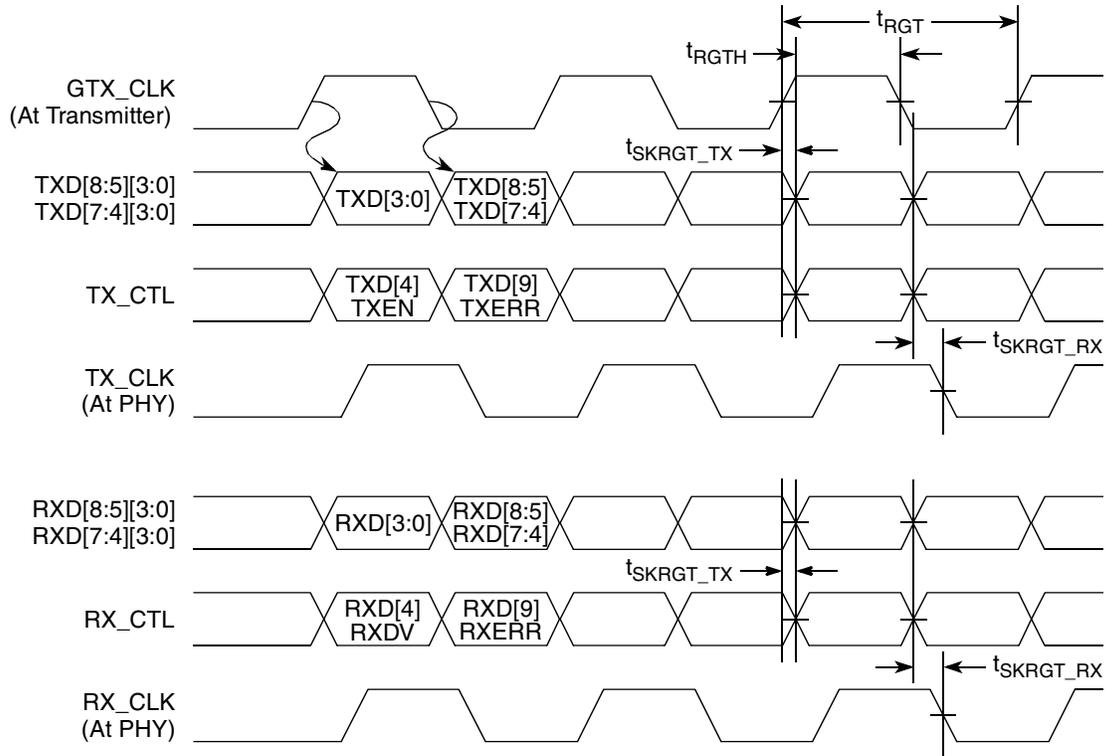 tRGT
tRGTH
GTX_CLK
(At Transmitter)
tSKRGT_TX
TXD[8:5][3:0]
TXD[7:4][3:0]
TXD[3:0]
TXD[8:5]
TXD[7:4]
TX_CTL
TXD[4]
TXEN
TXD[9]
TXERR
tSKRGT_RX
TX_CLK
(At PHY)
RXD[8:5][3:0]
RXD[7:4][3:0]
RXD[3:0]
RXD[8:5]
RXD[7:4]
tSKRGT_TX
RX_CTL
RXD[4]
RXDV
RXD[9]
RXERR
tSKRGT_RX
RX_CLK
(At PHY)